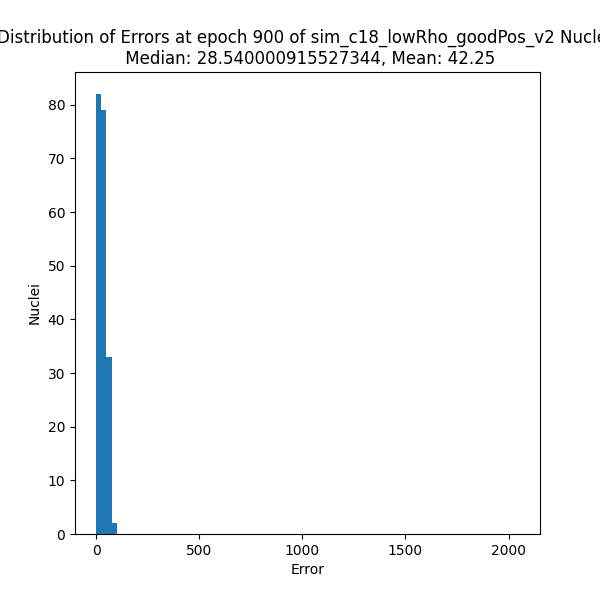 Distribution of Errors at epoch 900 of sim_c18_lowRho_goodPos_v2 Nucle
Median: 28.540000915527344, Mean: 42.25
80
70
60
50
40
30
20
10
0
Nuclei
0 500 1000 1500 2000
Error